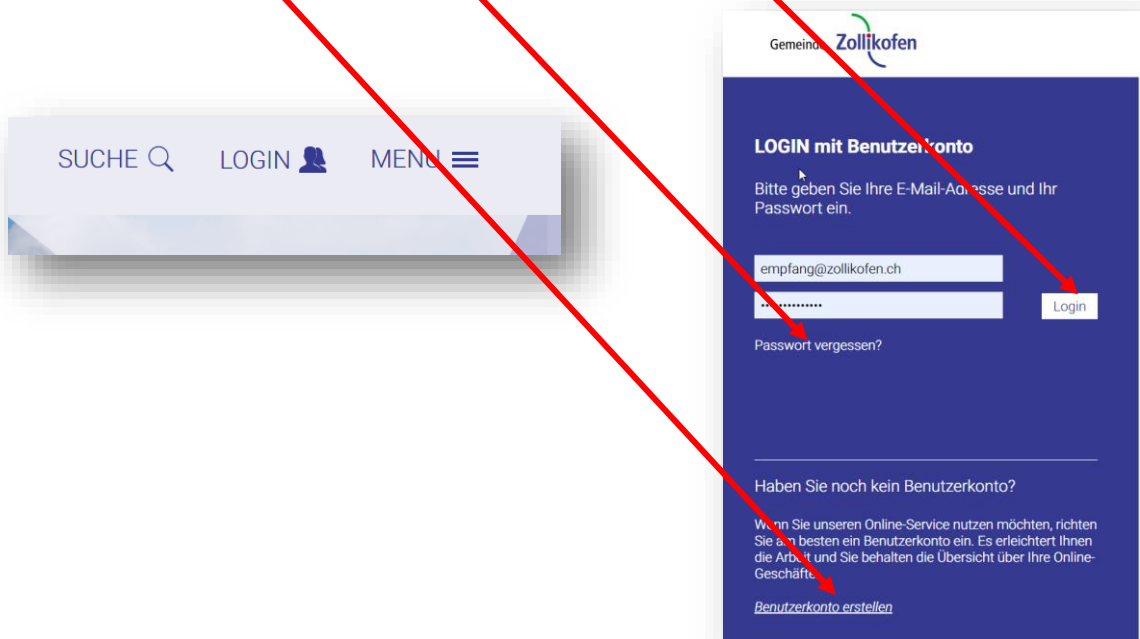 SUCHE LOGIN MENU
Gemeinde Zollikofen
LOGIN mit Benutzerkonto
Bitte geben Sie Ihre E-Mail-Adresse und Ihr
Passwort ein.
empfang@zollikofen.ch
••••••••••••••
Login
Passwort vergessen?
Haben Sie noch kein Benutzerkonto?
Wenn Sie unseren Online-Service nutzen möchten, richten
Sie am besten ein Benutzerkonto ein. Es erleichtert Ihnen
die Arbeit und Sie behalten die Übersicht über Ihre Online-
Geschäfte.
Benutzerkonto erstellen